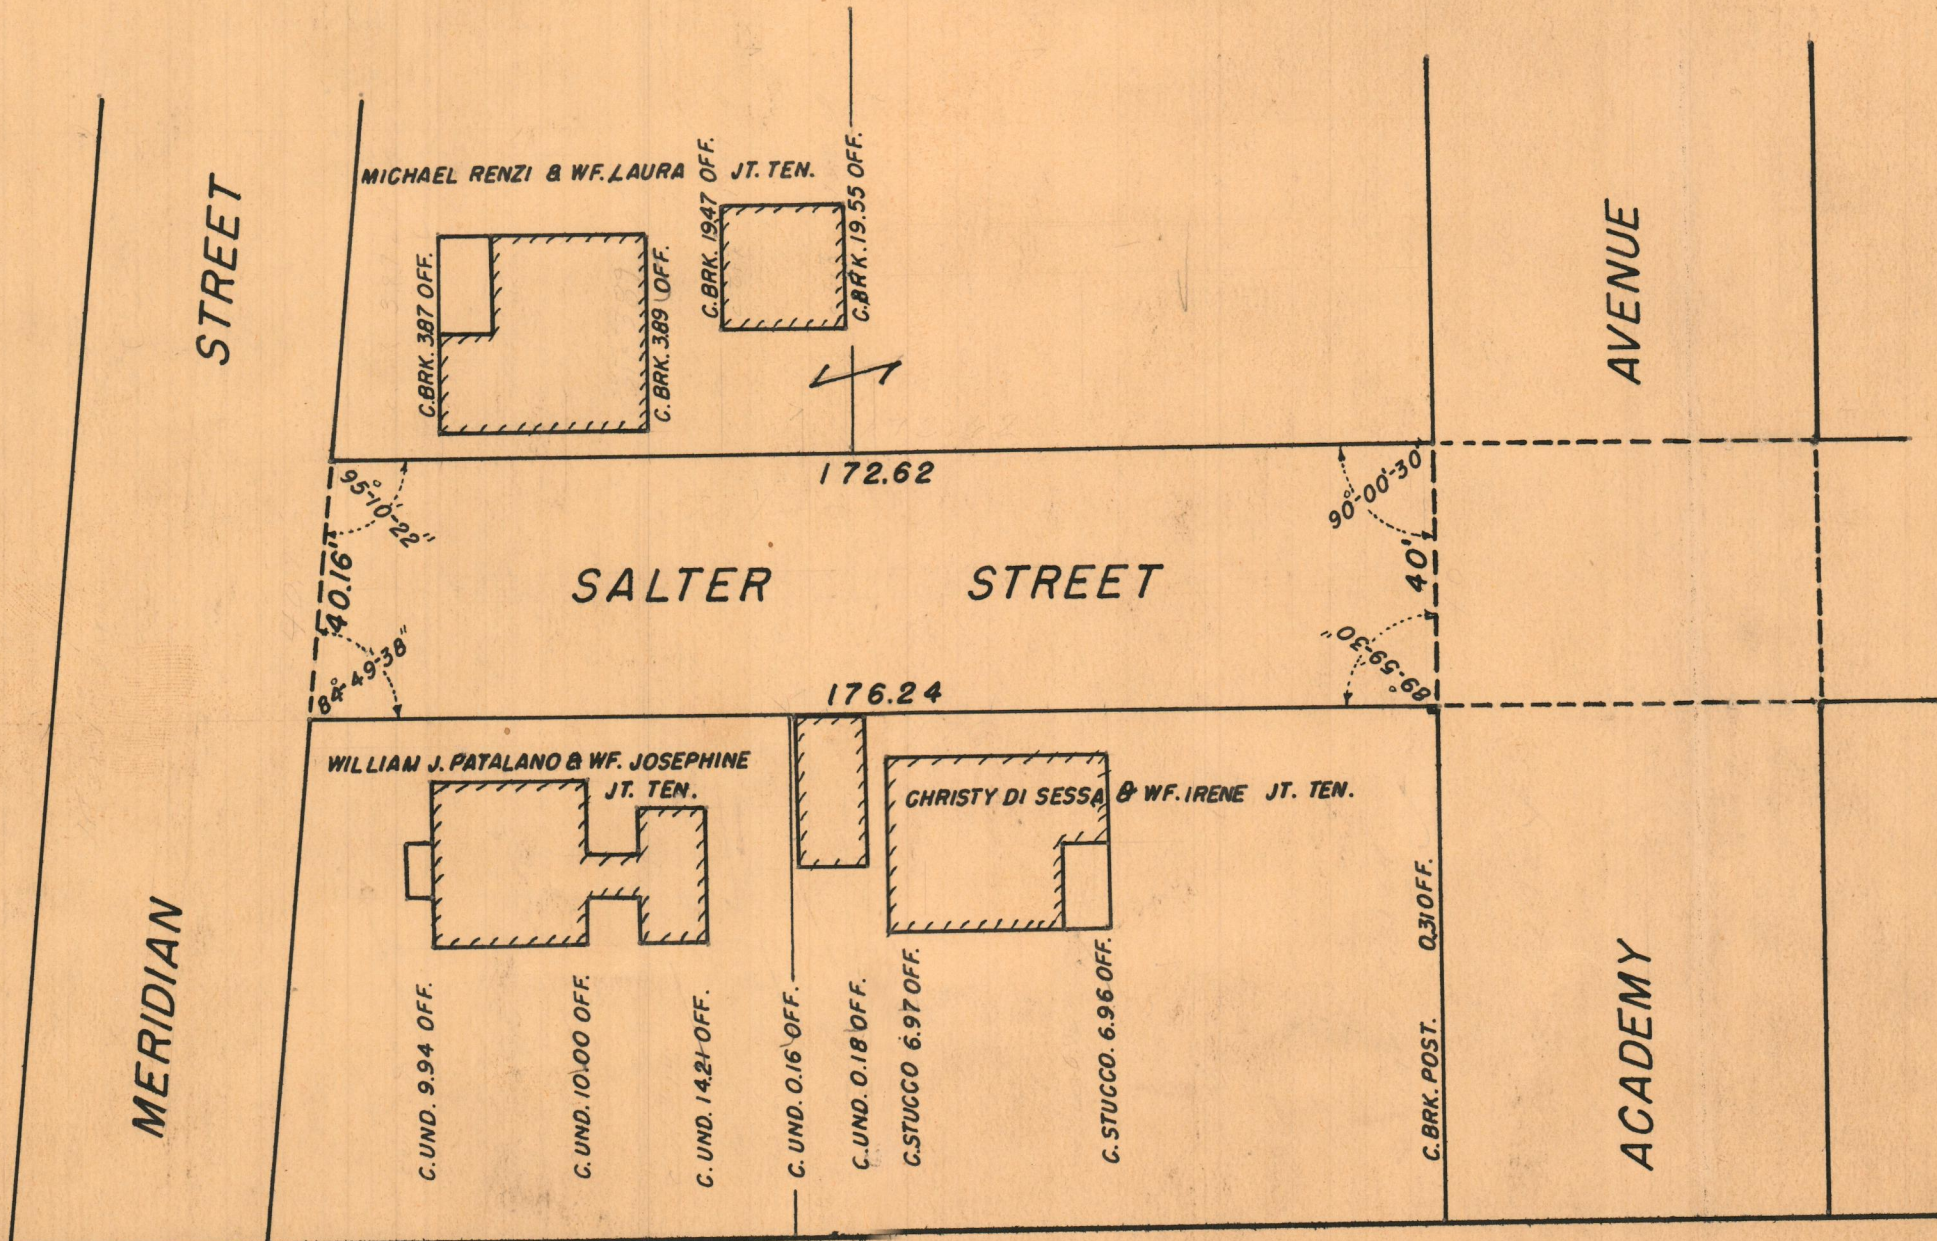 MICHAEL RENZI & WF. LAURA JT. TEN.
C.BRK. 3.87 OFF.
C. BRK. 3.89 OFF.
C. BRK. 19.47 OFF.
C.BRK. 19.55 OFF.
STREET
AVENUE
172.62
95°-10'-22"
90°-00'-30"
40.16'
SALTER STREET
40'
84°-49'-38"
89°-59'-30"
176.24
WILLIAM J. PATALANO & WF. JOSEPHINE
JT. TEN.
CHRISTY DI SESSA & WF. IRENE JT. TEN.
MERIDIAN
C. UND. 9.94 OFF.
C. UND. 10.00 OFF.
C. UND. 14.21 OFF.
C. UND. 0.16 OFF.
C. UND. 0.18 OFF.
C. STUCCO 6.97 OFF.
C. STUCCO. 6.96 OFF.
C. BRK. POST. 0.31 OFF.
ACADEMY